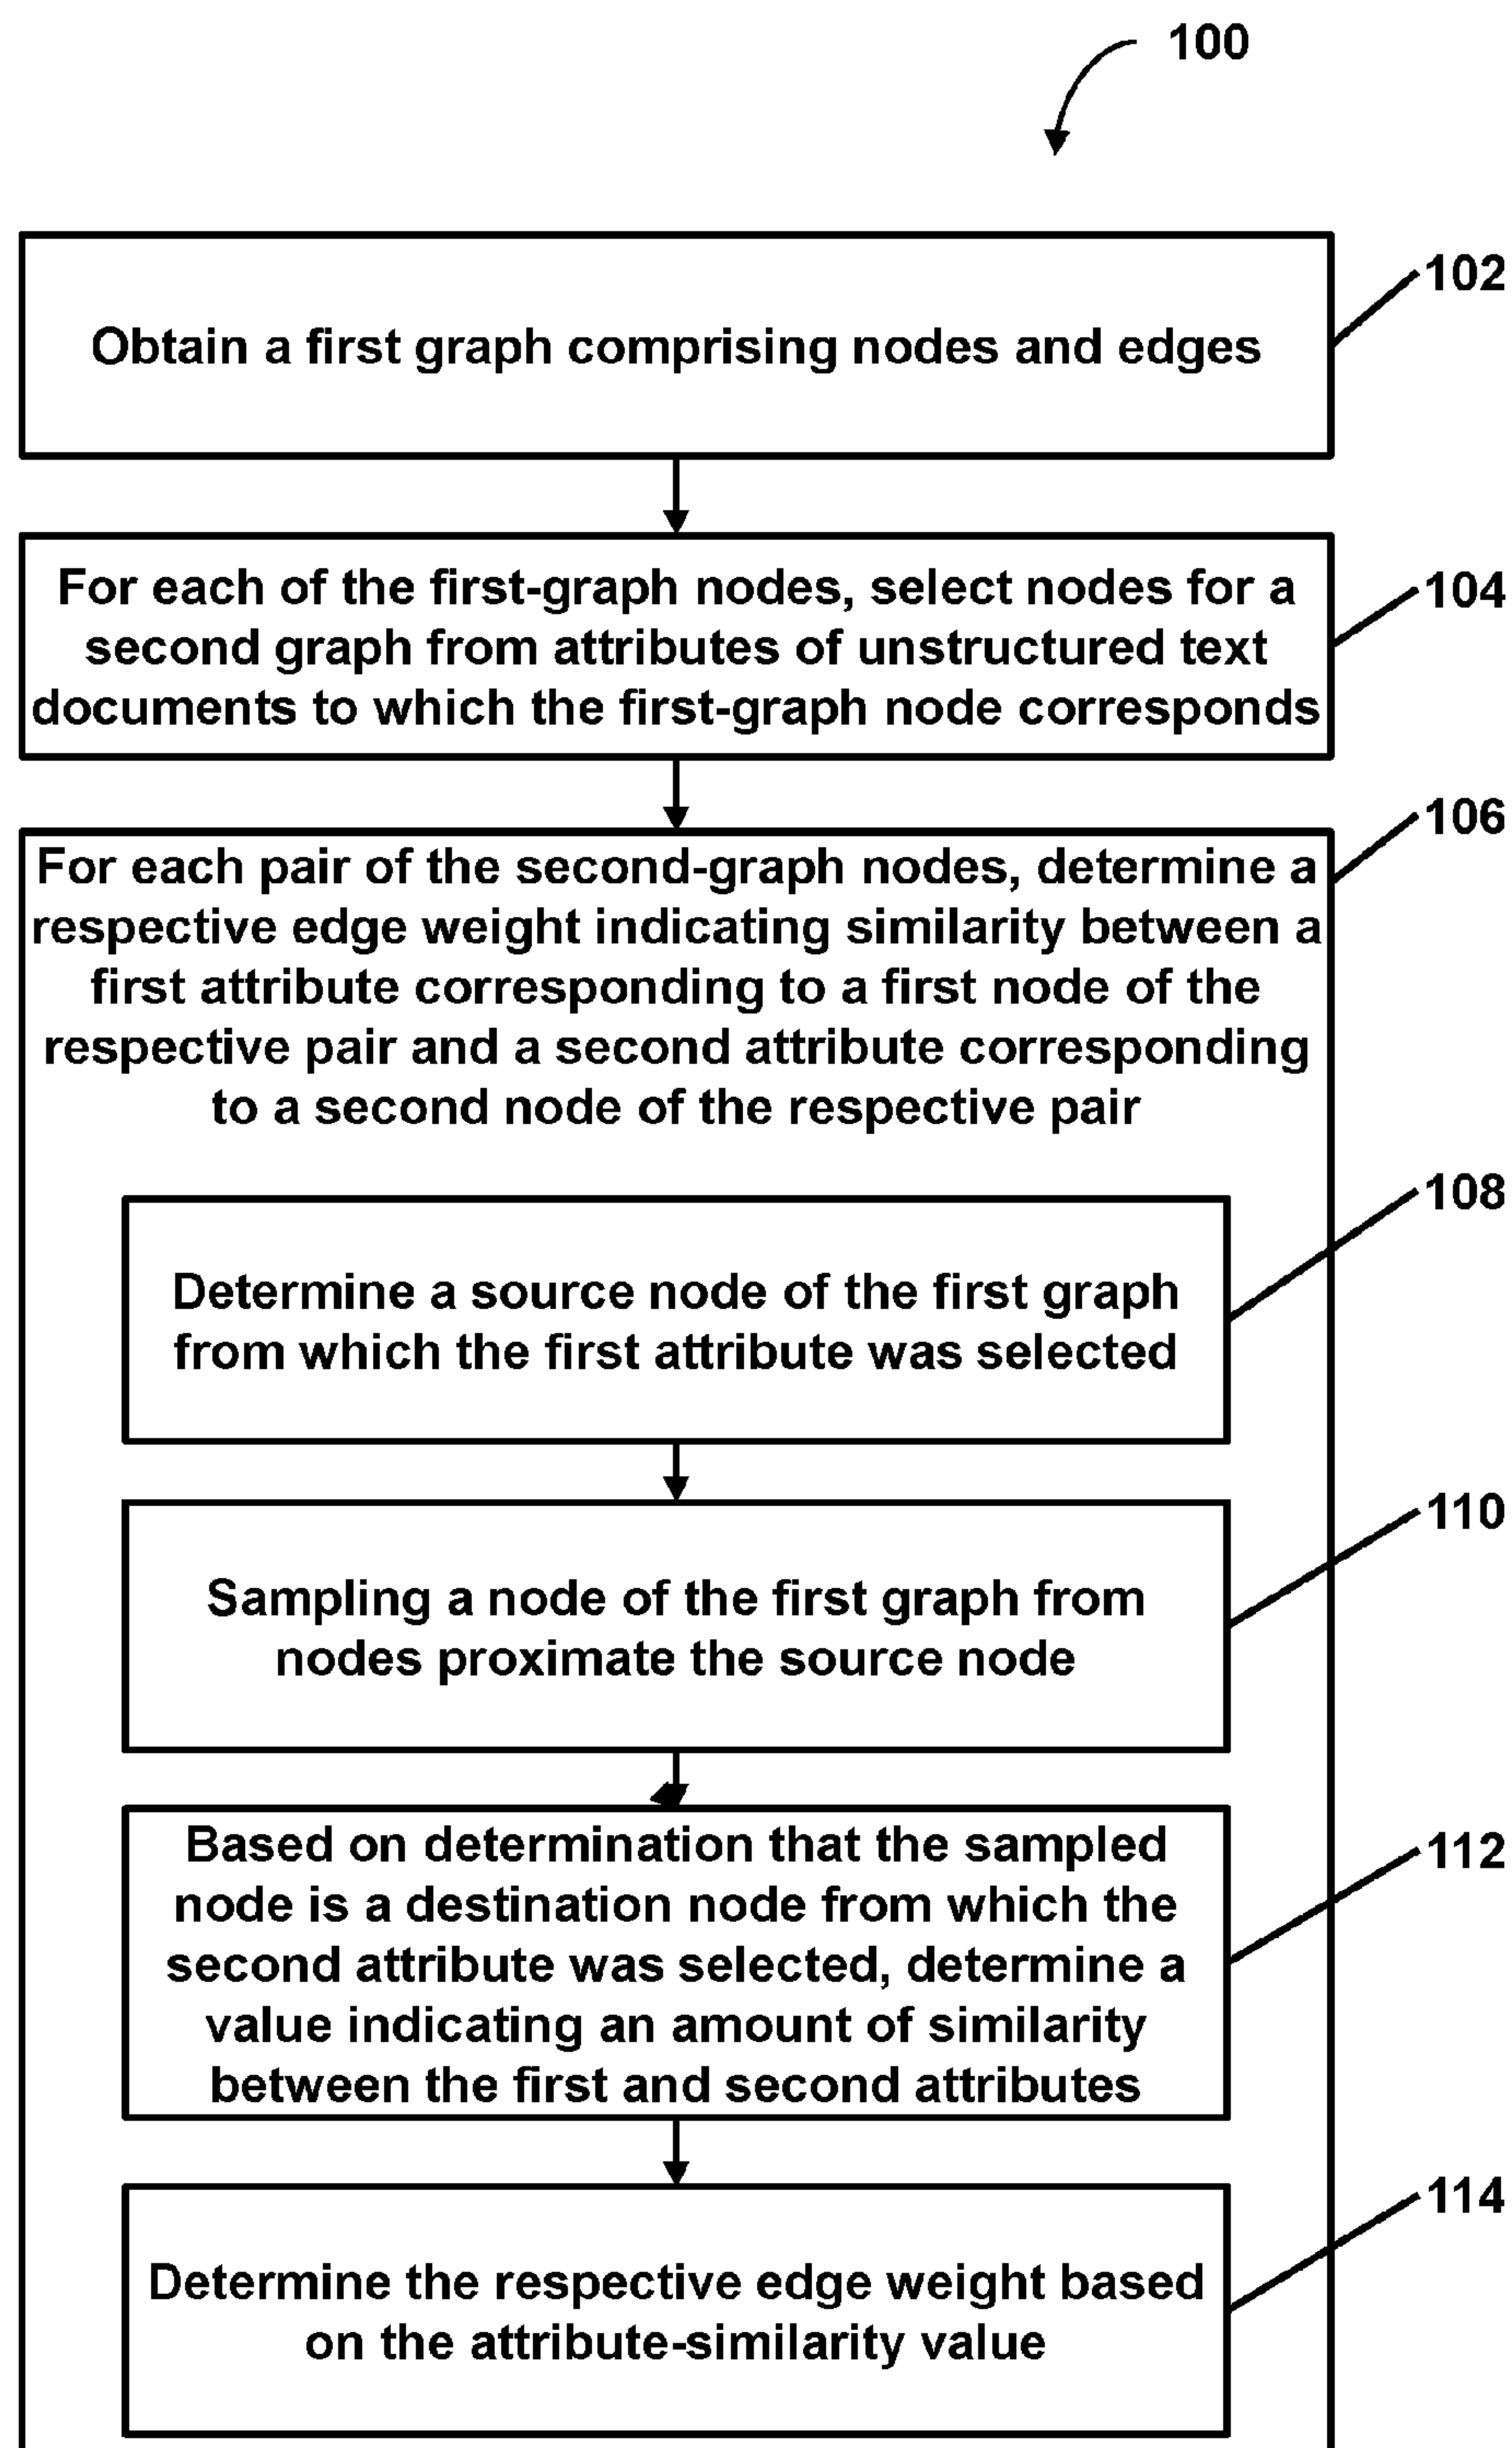 100
102
Obtain a first graph comprising nodes and edges
104
For each of the first-graph nodes, select nodes for a
second graph from attributes of unstructured text
documents to which the first-graph node corresponds
106
For each pair of the second-graph nodes, determine a
respective edge weight indicating similarity between a
first attribute corresponding to a first node of the
respective pair and a second attribute corresponding
to a second node of the respective pair
108
Determine a source node of the first graph
from which the first attribute was selected
110
Sampling a node of the first graph from
nodes proximate the source node
112
Based on determination that the sampled
node is a destination node from which the
second attribute was selected, determine a
value indicating an amount of similarity
between the first and second attributes
114
Determine the respective edge weight based
on the attribute-similarity value